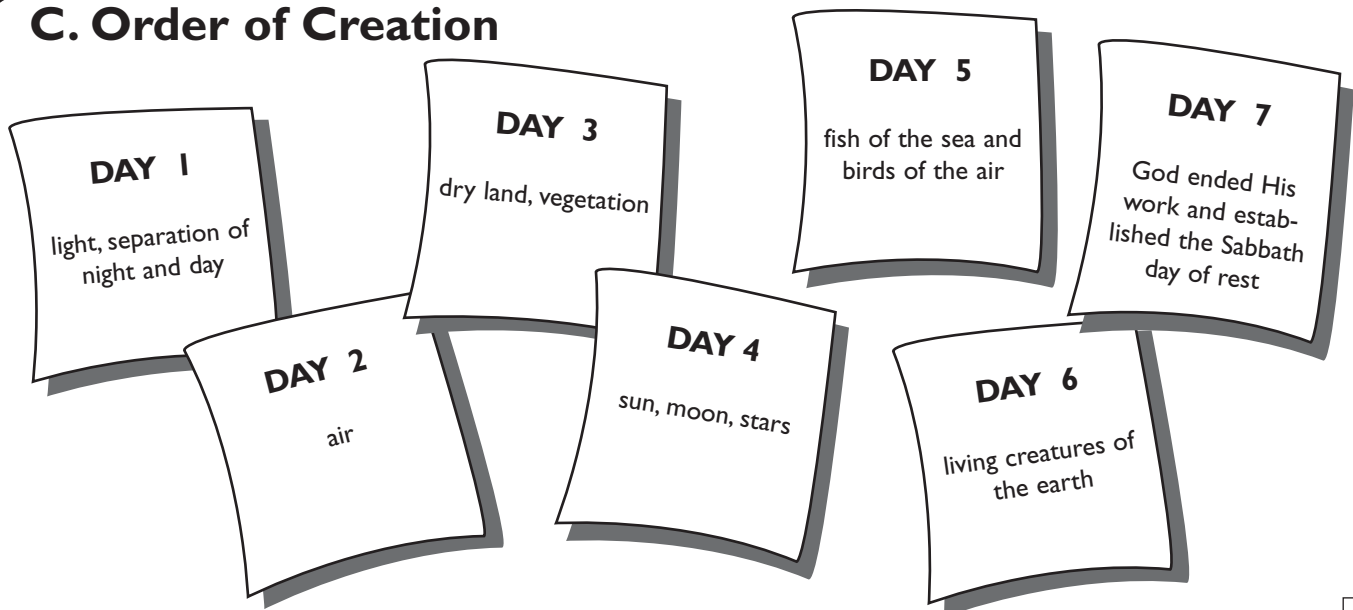 C. Order of Creation
DAY 1
light, separation of
night and day
DAY 2
air
DAY 3
dry land, vegetation
DAY 4
sun, moon, stars
DAY 5
fish of the sea and
birds of the air
DAY 6
living creatures of
the earth
DAY 7
God ended His
work and estab-
lished the Sabbath
day of rest